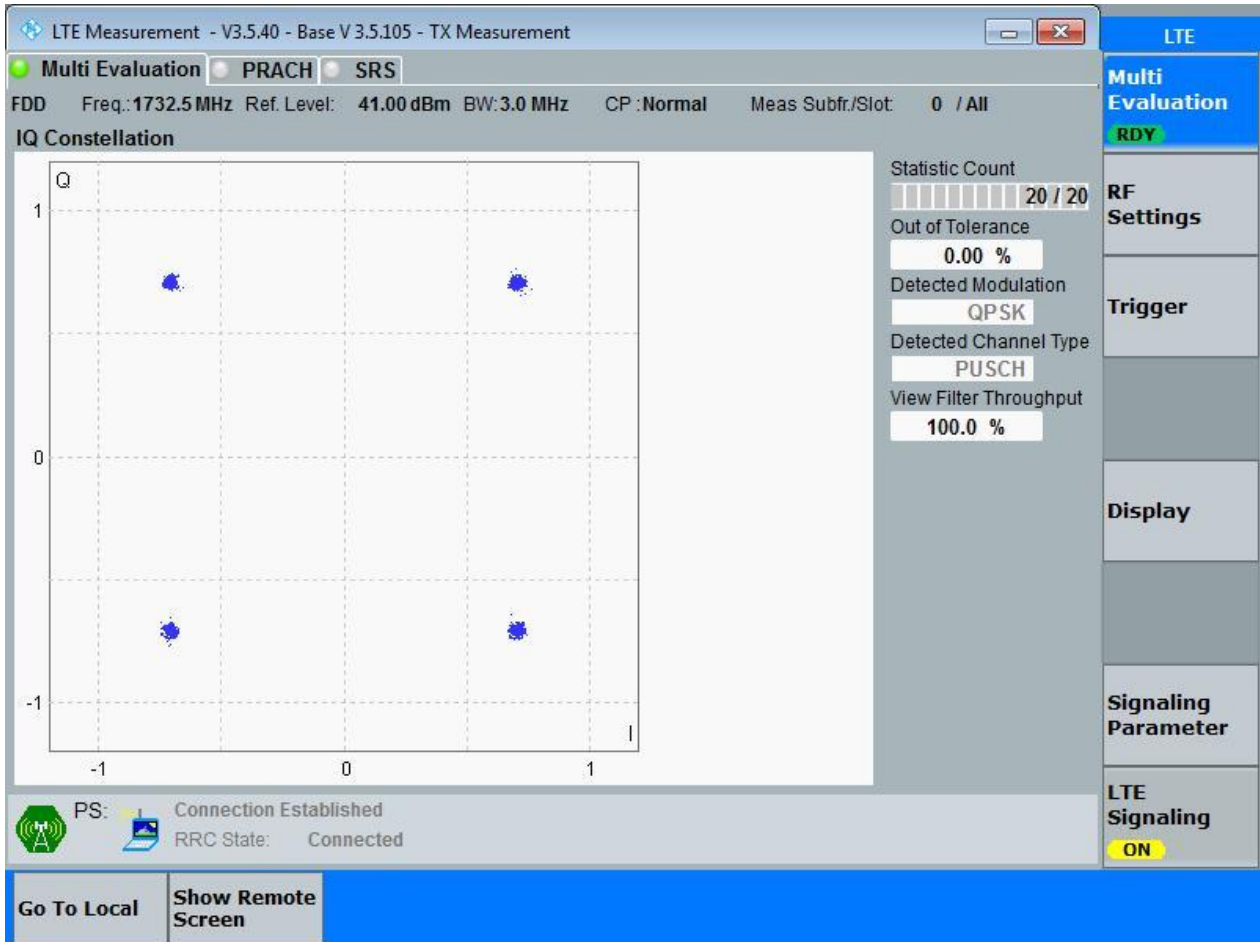 LTE Measurement - V3.5.40 - Base V 3.5.105 - TX Measurement
LTE
Multi Evaluation PRACH SRS
FDD Freq.: 1732.5 MHz Ref. Level: 41.00 dBm BW: 3.0 MHz CP : Normal Meas Subfr./Slot: 0 / All
IQ Constellation
Q
1
0
-1
I
-1 0 1
Statistic Count
20 / 20
Out of Tolerance
0.00 %
Detected Modulation
QPSK
Detected Channel Type
PUSCH
View Filter Throughput
100.0 %
Multi
Evaluation
RDY
RF
Settings
Trigger
Display
Signaling
Parameter
LTE
Signaling
ON
PS: Connection Established
RRC State: Connected
Go To Local
Show Remote
Screen